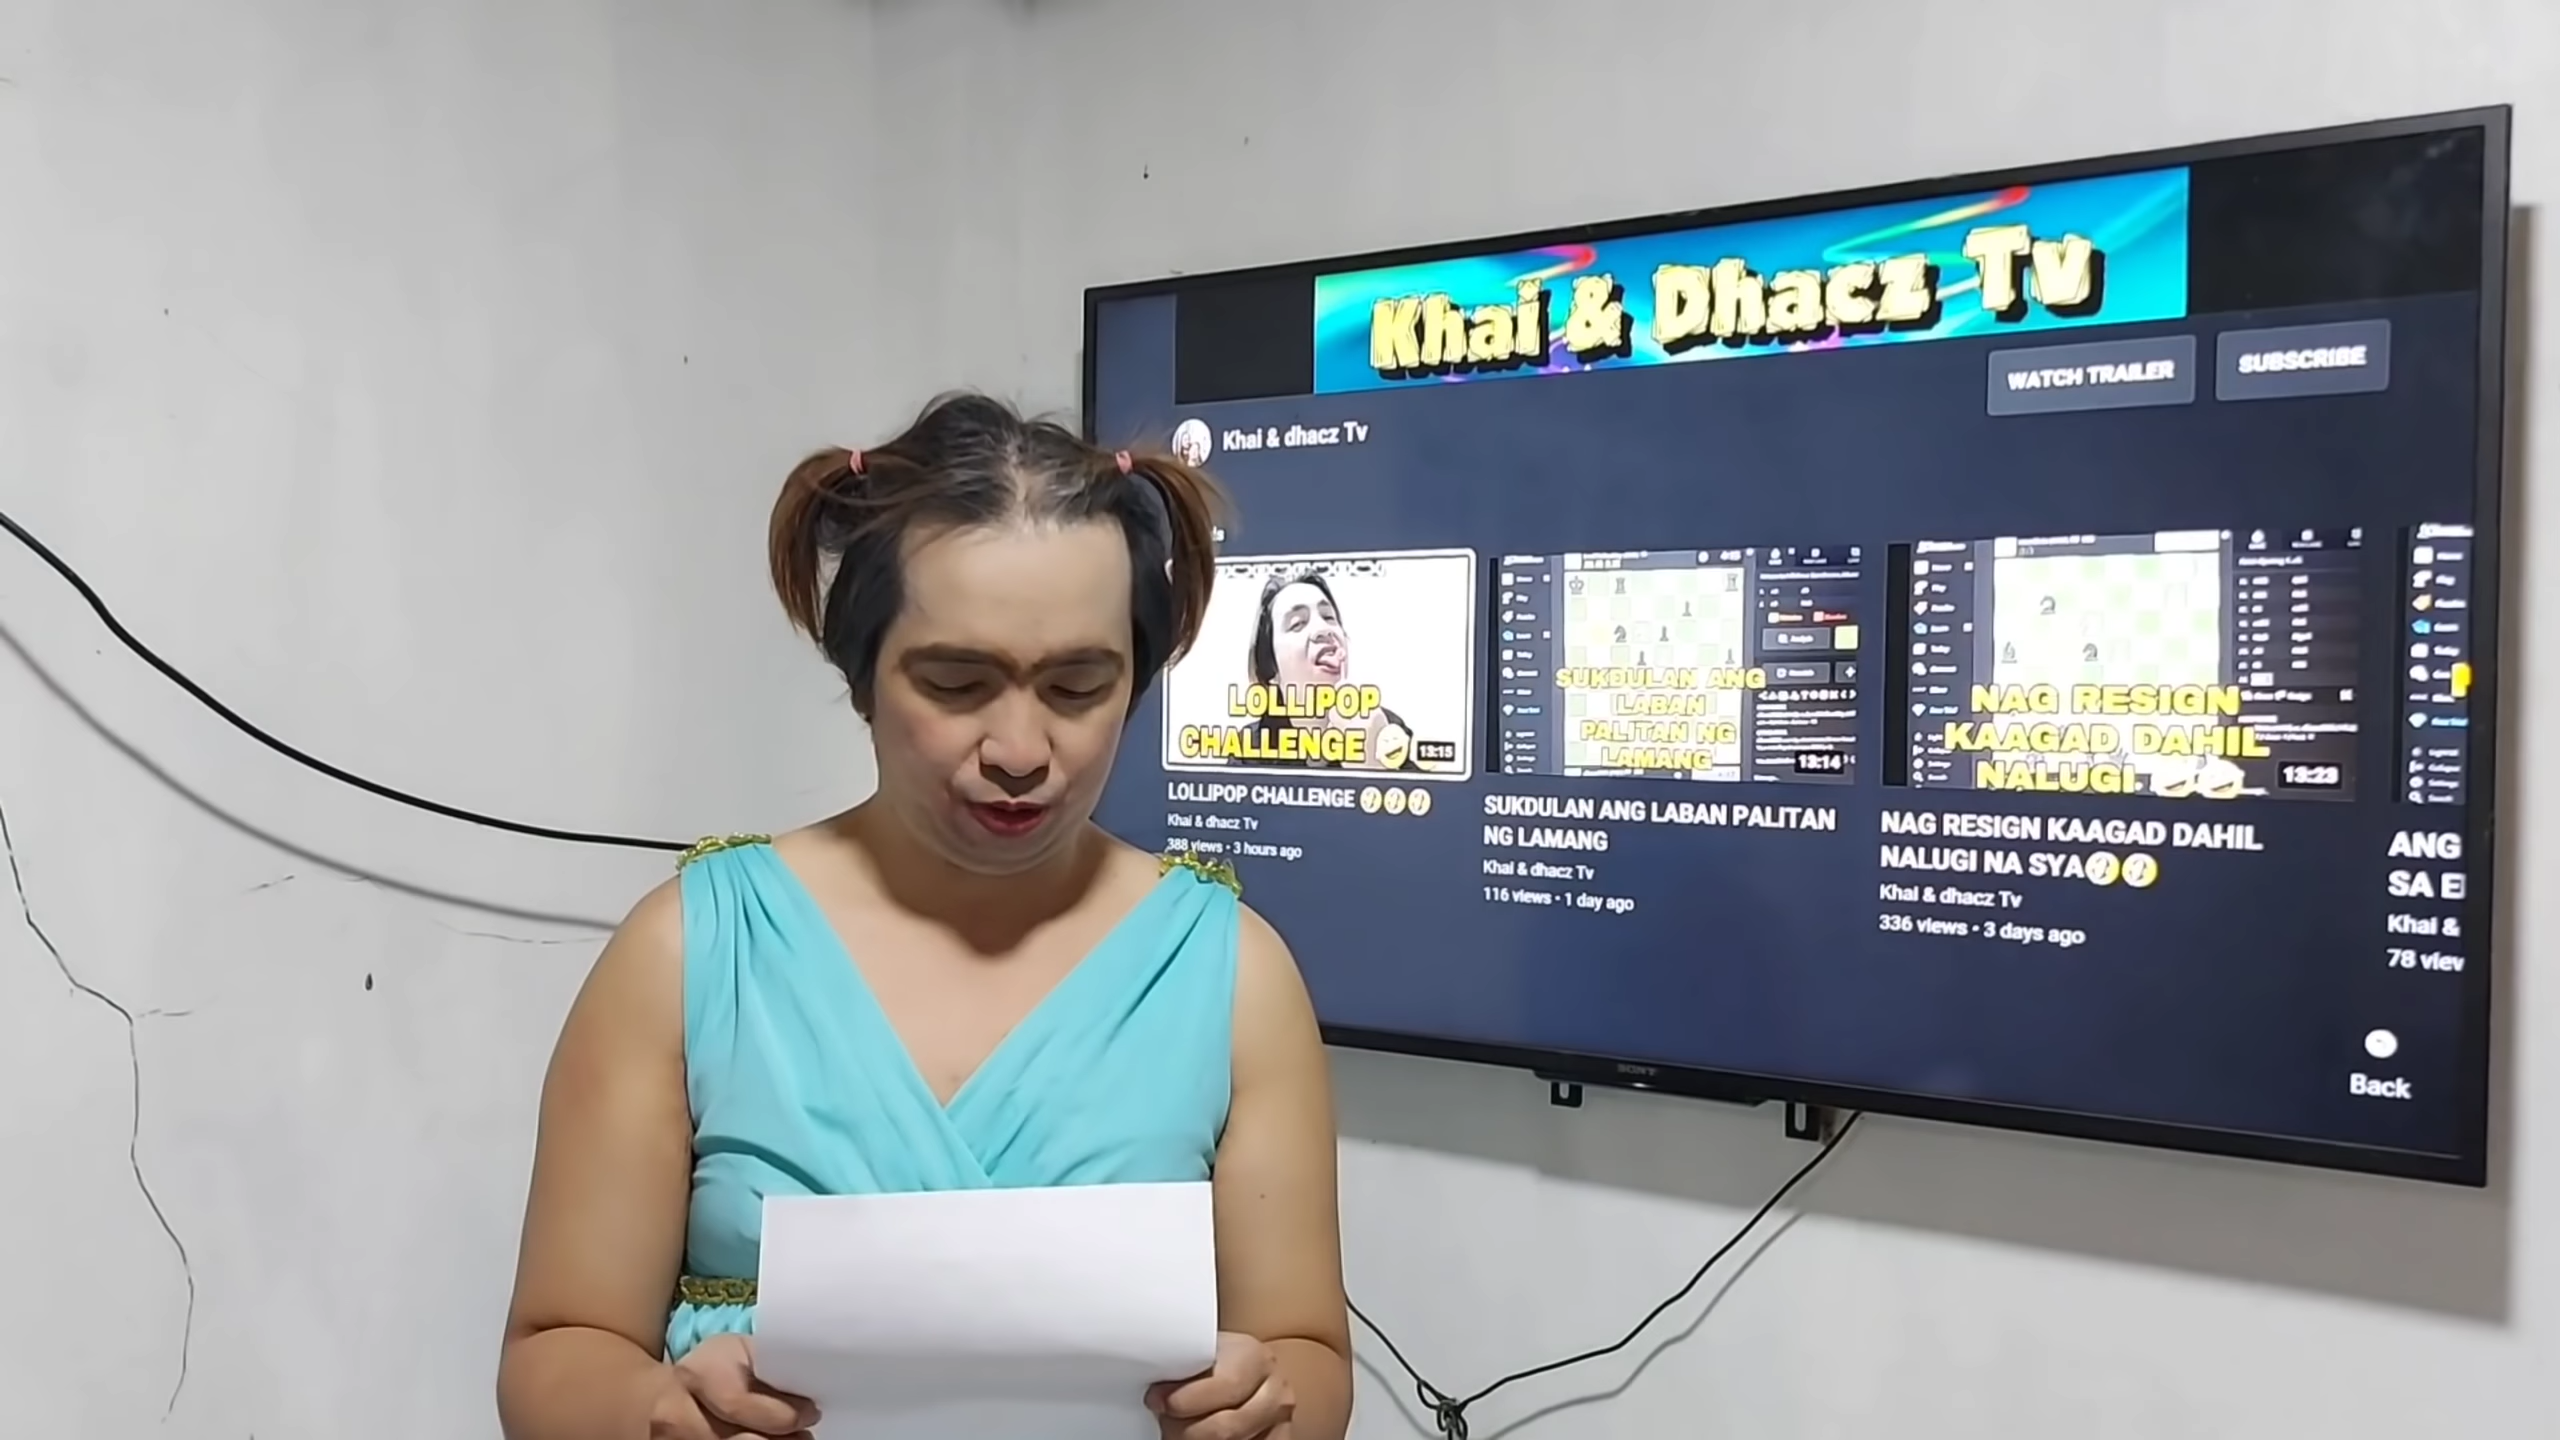 Khai & Dhacz Tv
WATCH TRAILER
SUBSCRIBE
Khai & dhacz Tv
LOLLIPOP
CHALLENGE
13:15
LOLLIPOP CHALLENGE
Khai & dhacz Tv
388 views • 3 hours ago
SUKDULAN ANG
LABAN
PALITAN NG
LAMANG
13:14
SUKDULAN ANG LABAN PALITAN
NG LAMANG
Khai & dhacz Tv
116 views • 1 day ago
NAG RESIGN
KAAGAD DAHIL
NALUGI
13:23
NAG RESIGN KAAGAD DAHIL
NALUGI NA SYA
Khai & dhacz Tv
336 views • 3 days ago
ANG
SA
Khai &
78
Back
SONY